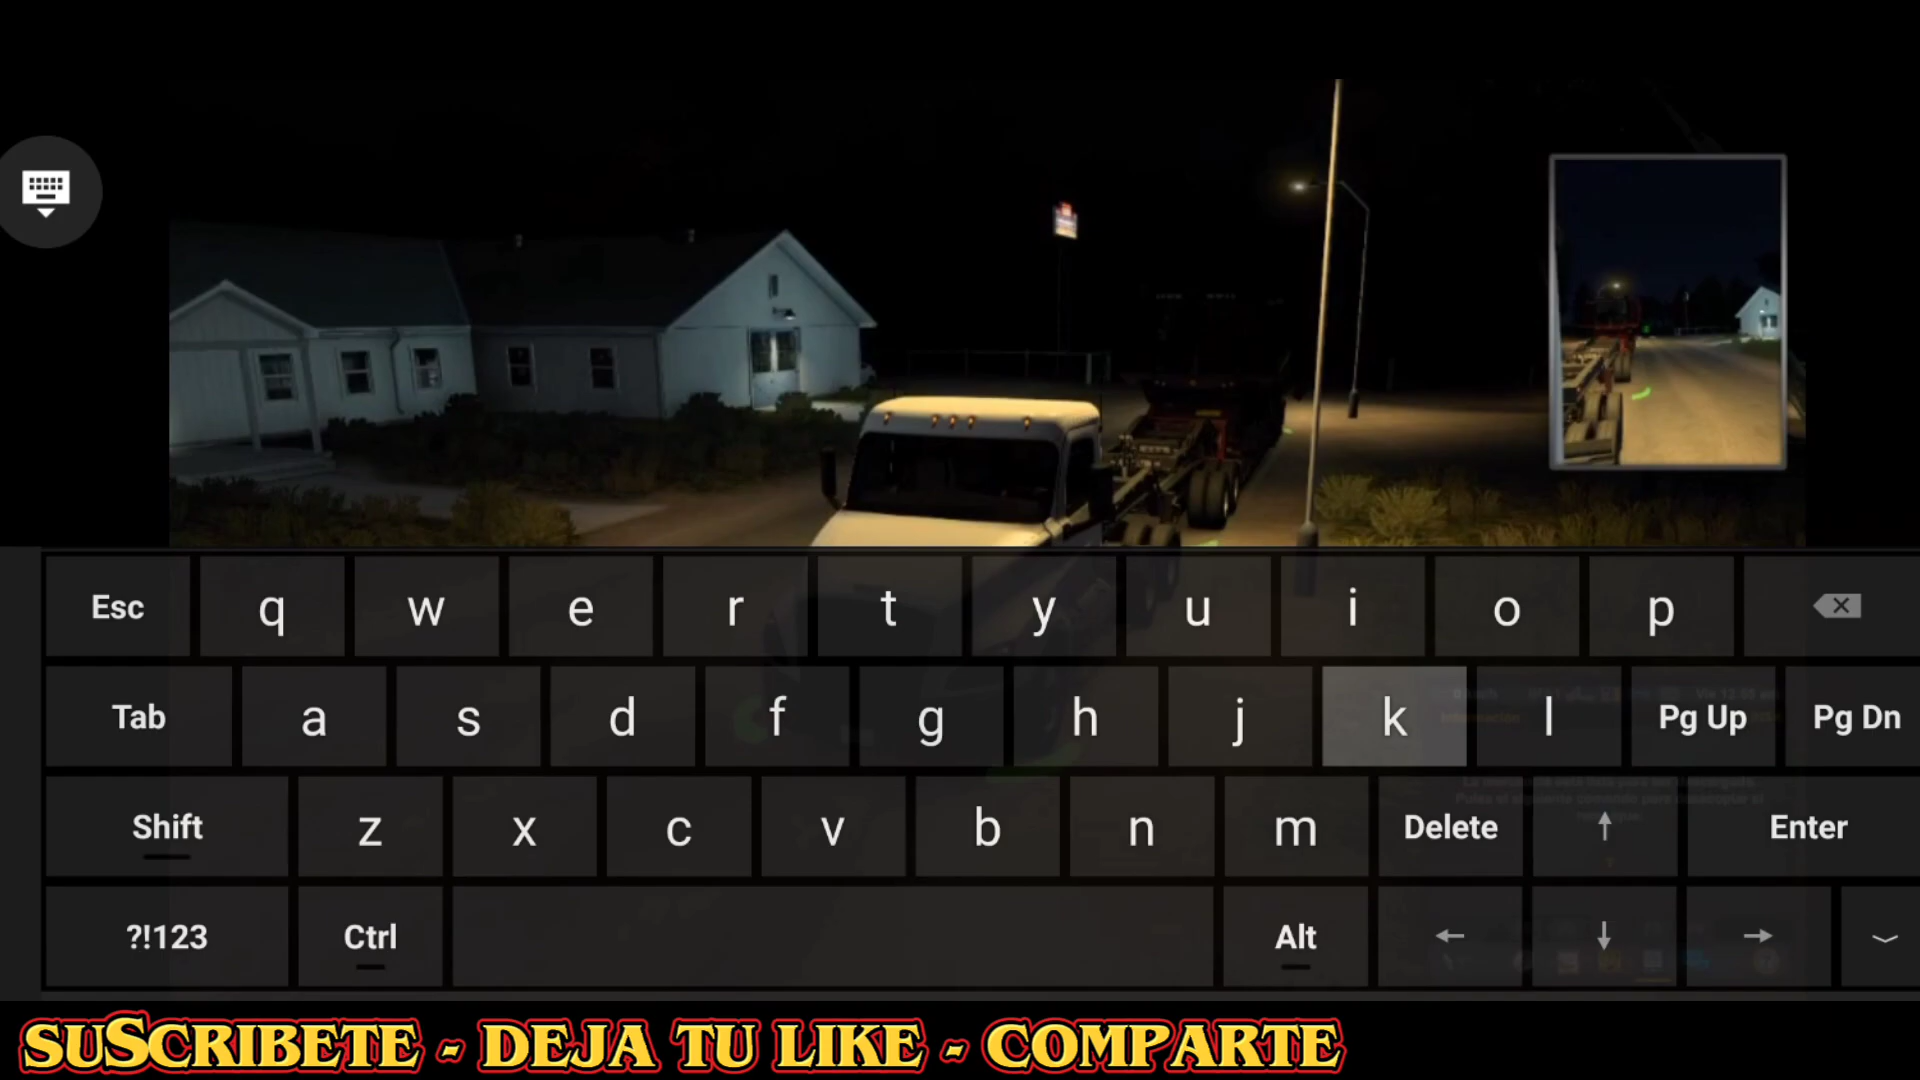 Esc q w e r t y u i o p
Tab a s d f g h j k l Pg Up Pg Dn
Shift z x c v b n m Delete ↑ Enter
?!123 Ctrl Alt ← ↓ →
SUSCRIBETE - DEJA TU LIKE - COMPARTE